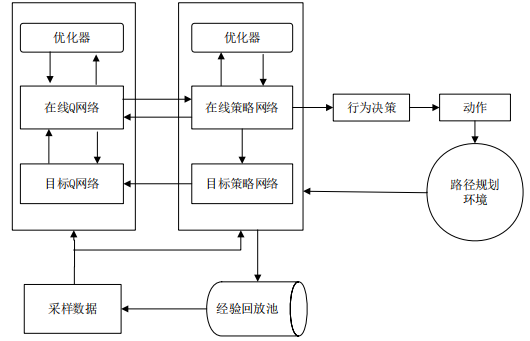 优化器
优化器
在线Q网络
在线策略网络
行为决策
动作
目标Q网络
目标策略网络
路径规划
环境
采样数据
经验回放池